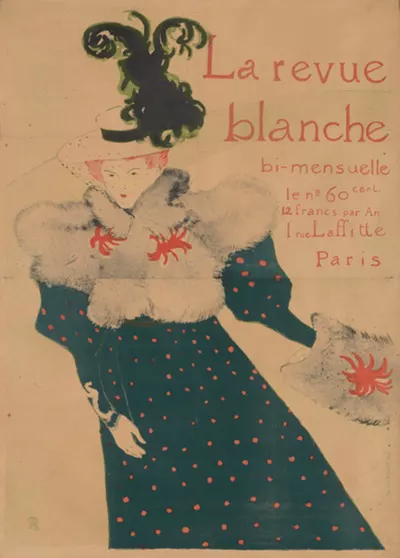 La revue
blanche
bi-mensuelle
le nº 60 cent.
12 francs par An
1 rue Laffitte
Paris